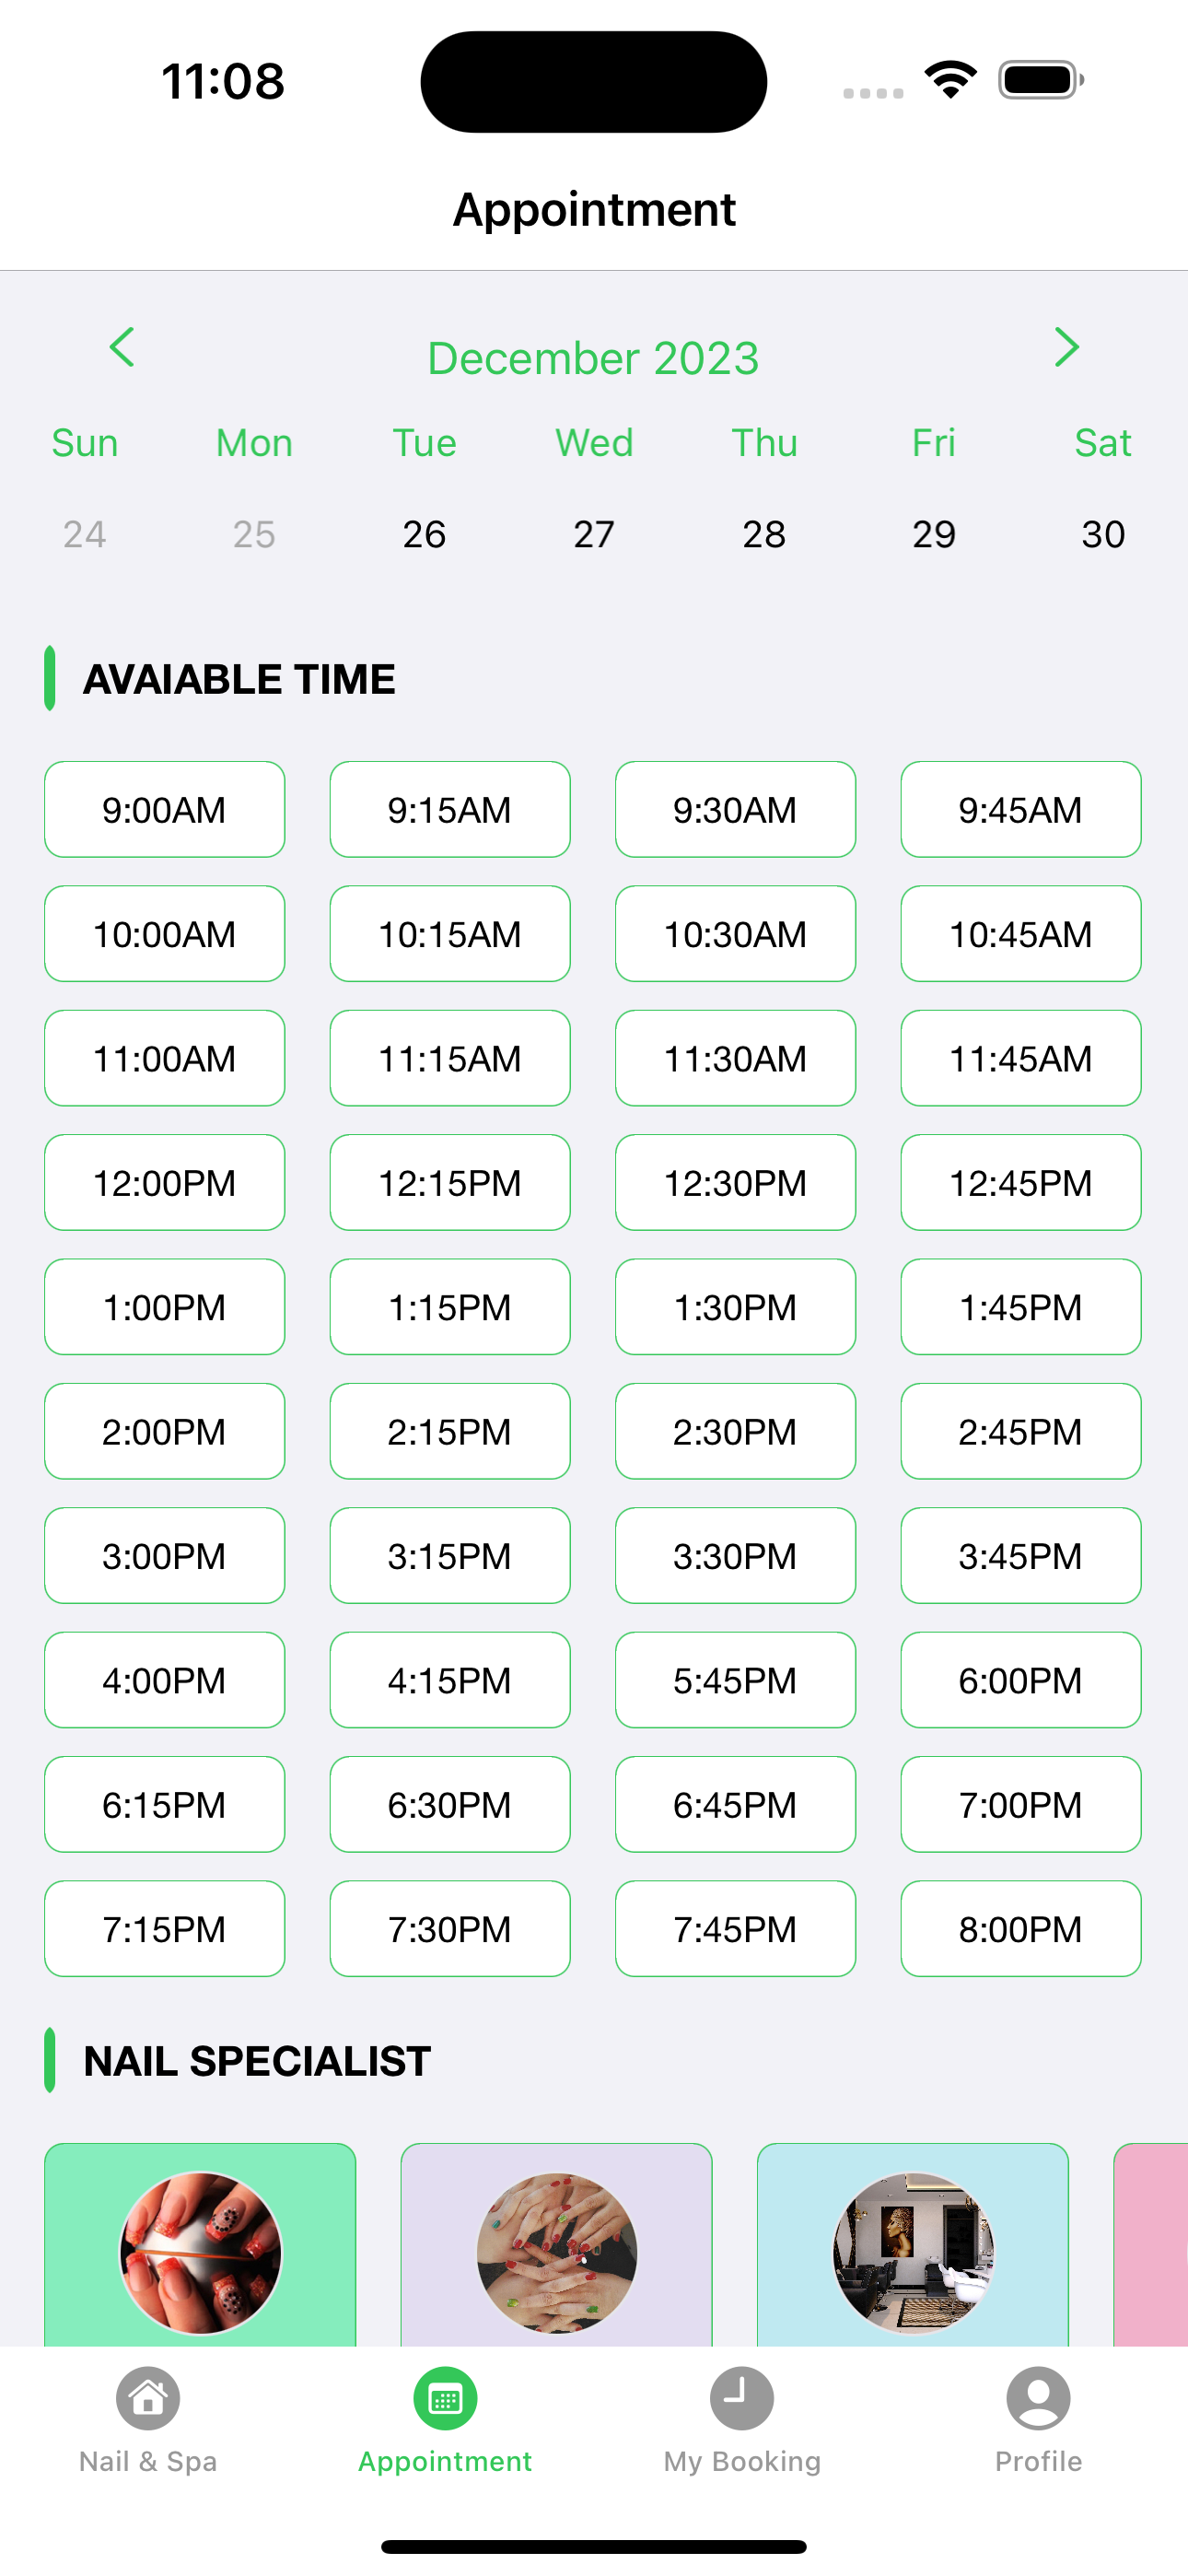 11:08
Appointment
December 2023
Sun Mon Tue Wed Thu Fri Sat
24 25 26 27 28 29 30
AVAIABLE TIME
9:00AM 9:15AM 9:30AM 9:45AM
10:00AM 10:15AM 10:30AM 10:45AM
11:00AM 11:15AM 11:30AM 11:45AM
12:00PM 12:15PM 12:30PM 12:45PM
1:00PM 1:15PM 1:30PM 1:45PM
2:00PM 2:15PM 2:30PM 2:45PM
3:00PM 3:15PM 3:30PM 3:45PM
4:00PM 4:15PM 5:45PM 6:00PM
6:15PM 6:30PM 6:45PM 7:00PM
7:15PM 7:30PM 7:45PM 8:00PM
NAIL SPECIALIST
Nail & Spa Appointment My Booking Profile